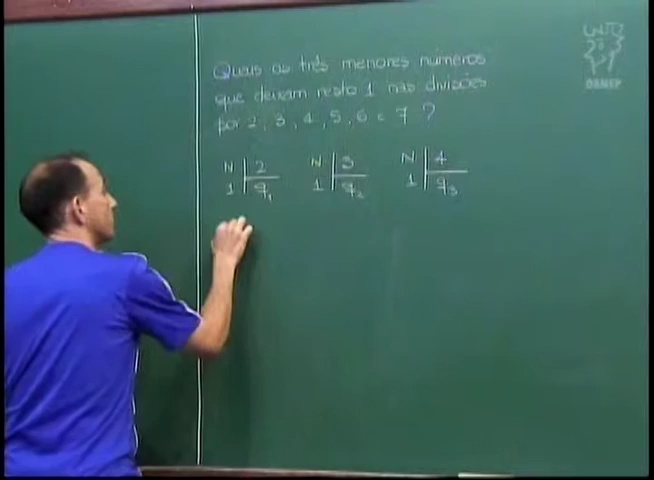 Quais os três menores números
que deixam resto 1 nas divisões
por 2, 3, 4, 5, 6 e 7 ?
N 2 N 3 N 4
1 q₁ 1 q₂ 1 q₃
OBMEP